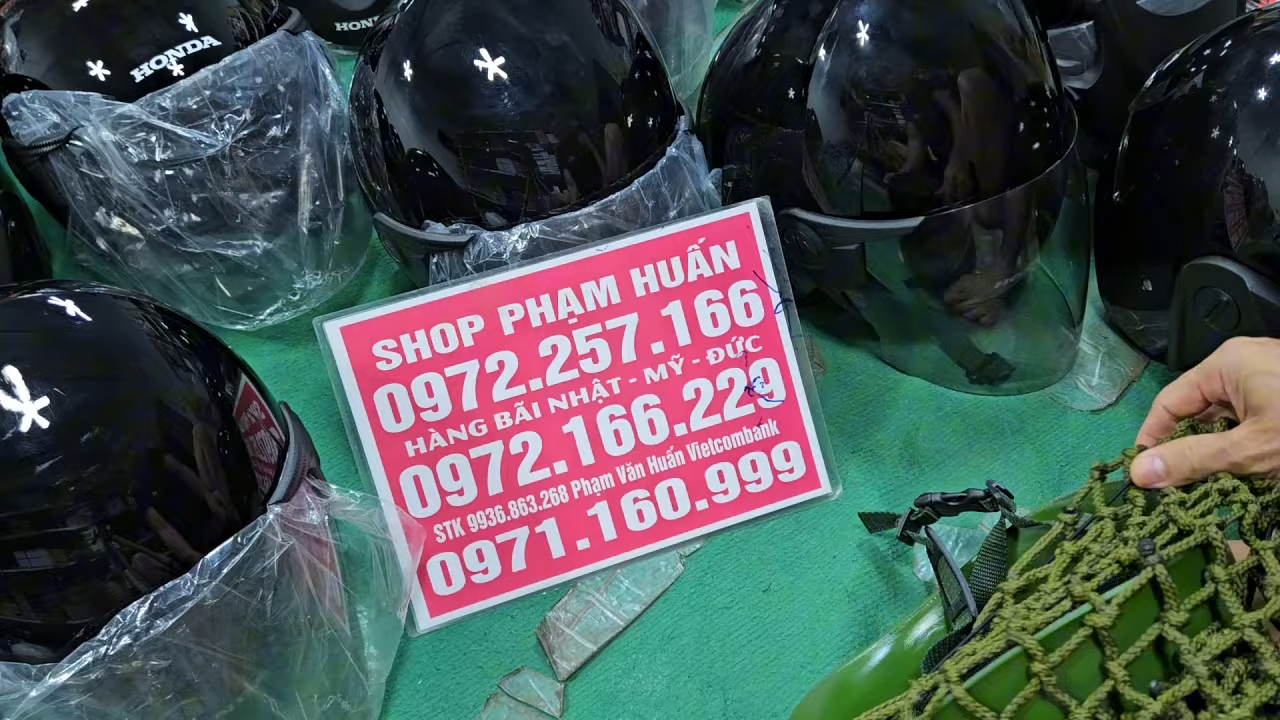 HONDA
HONDA
SHOP PHẠM HUẤN
0972.257.166
HÀNG BÃI NHẬT - MỸ - ĐỨC
0972.166.229
STK 9936.863.268 Phạm Văn Huấn Vietcombank
0971.160.999